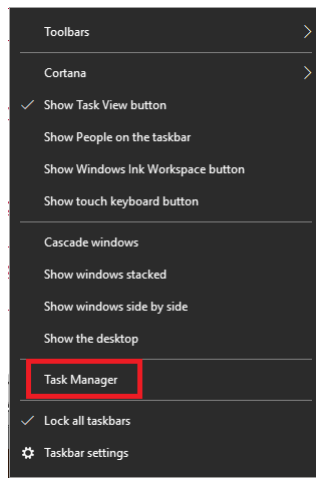 Toolbars
Cortana
Show Task View button
Show People on the taskbar
Show Windows Ink Workspace button
Show touch keyboard button
Cascade windows
Show windows stacked
Show windows side by side
Show the desktop
Task Manager
Lock all taskbars
Taskbar settings